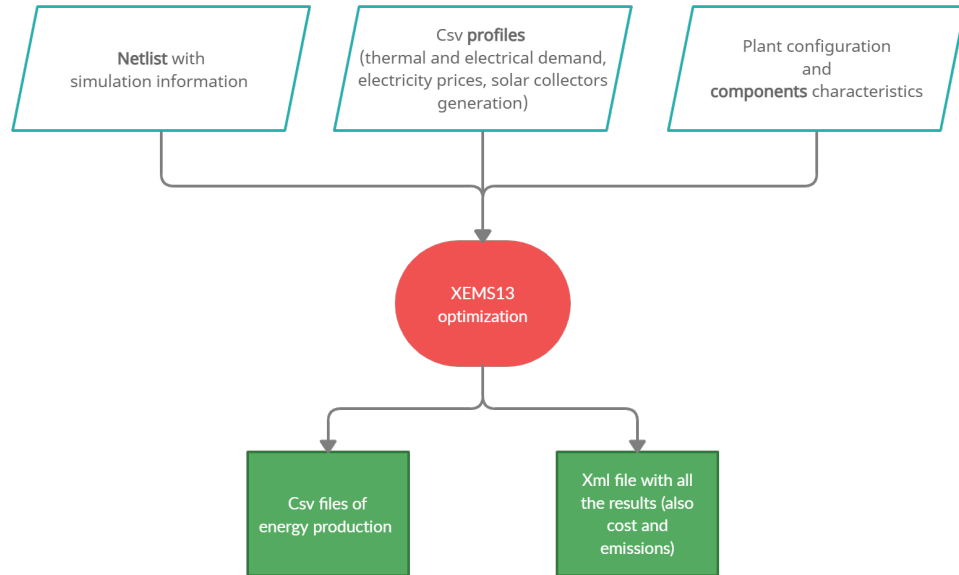 Netlist with
simulation information
Csv profiles
(thermal and electrical demand,
electricity prices, solar collectors
generation)
Plant configuration
and
components characteristics
XEMS13
optimization
Csv files of
energy production
Xml file with all
the results (also
cost and
emissions)